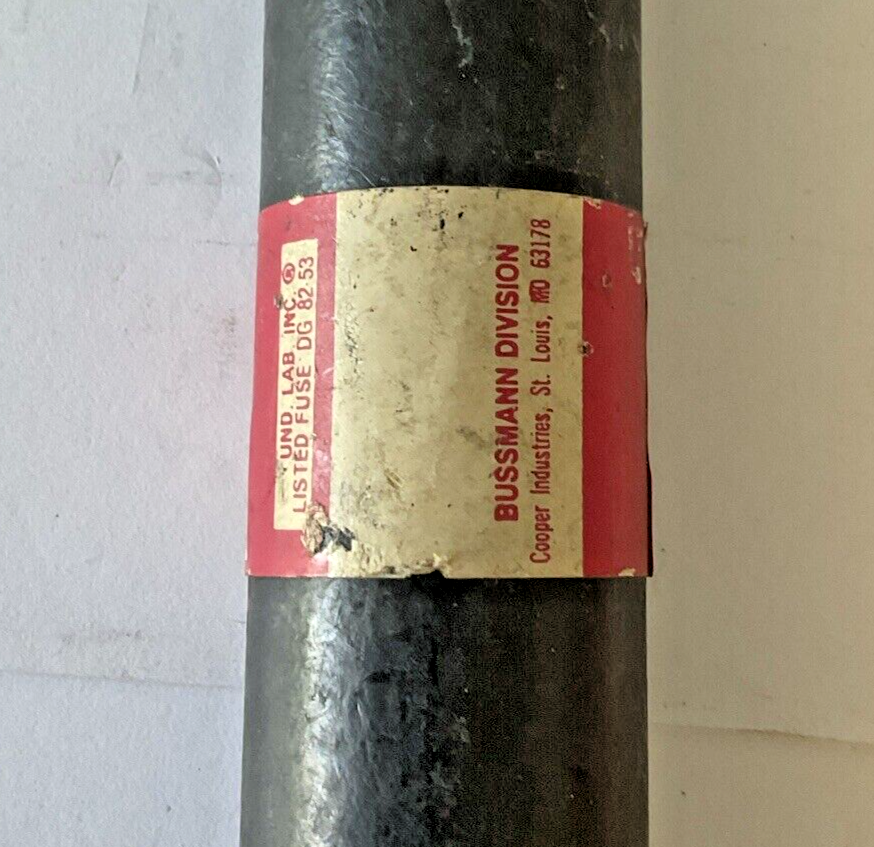 UND. LAB. INC. ®
LISTED FUSE DG 82-53
BUSSMANN DIVISION
Cooper Industries, St. Louis, MO 63178